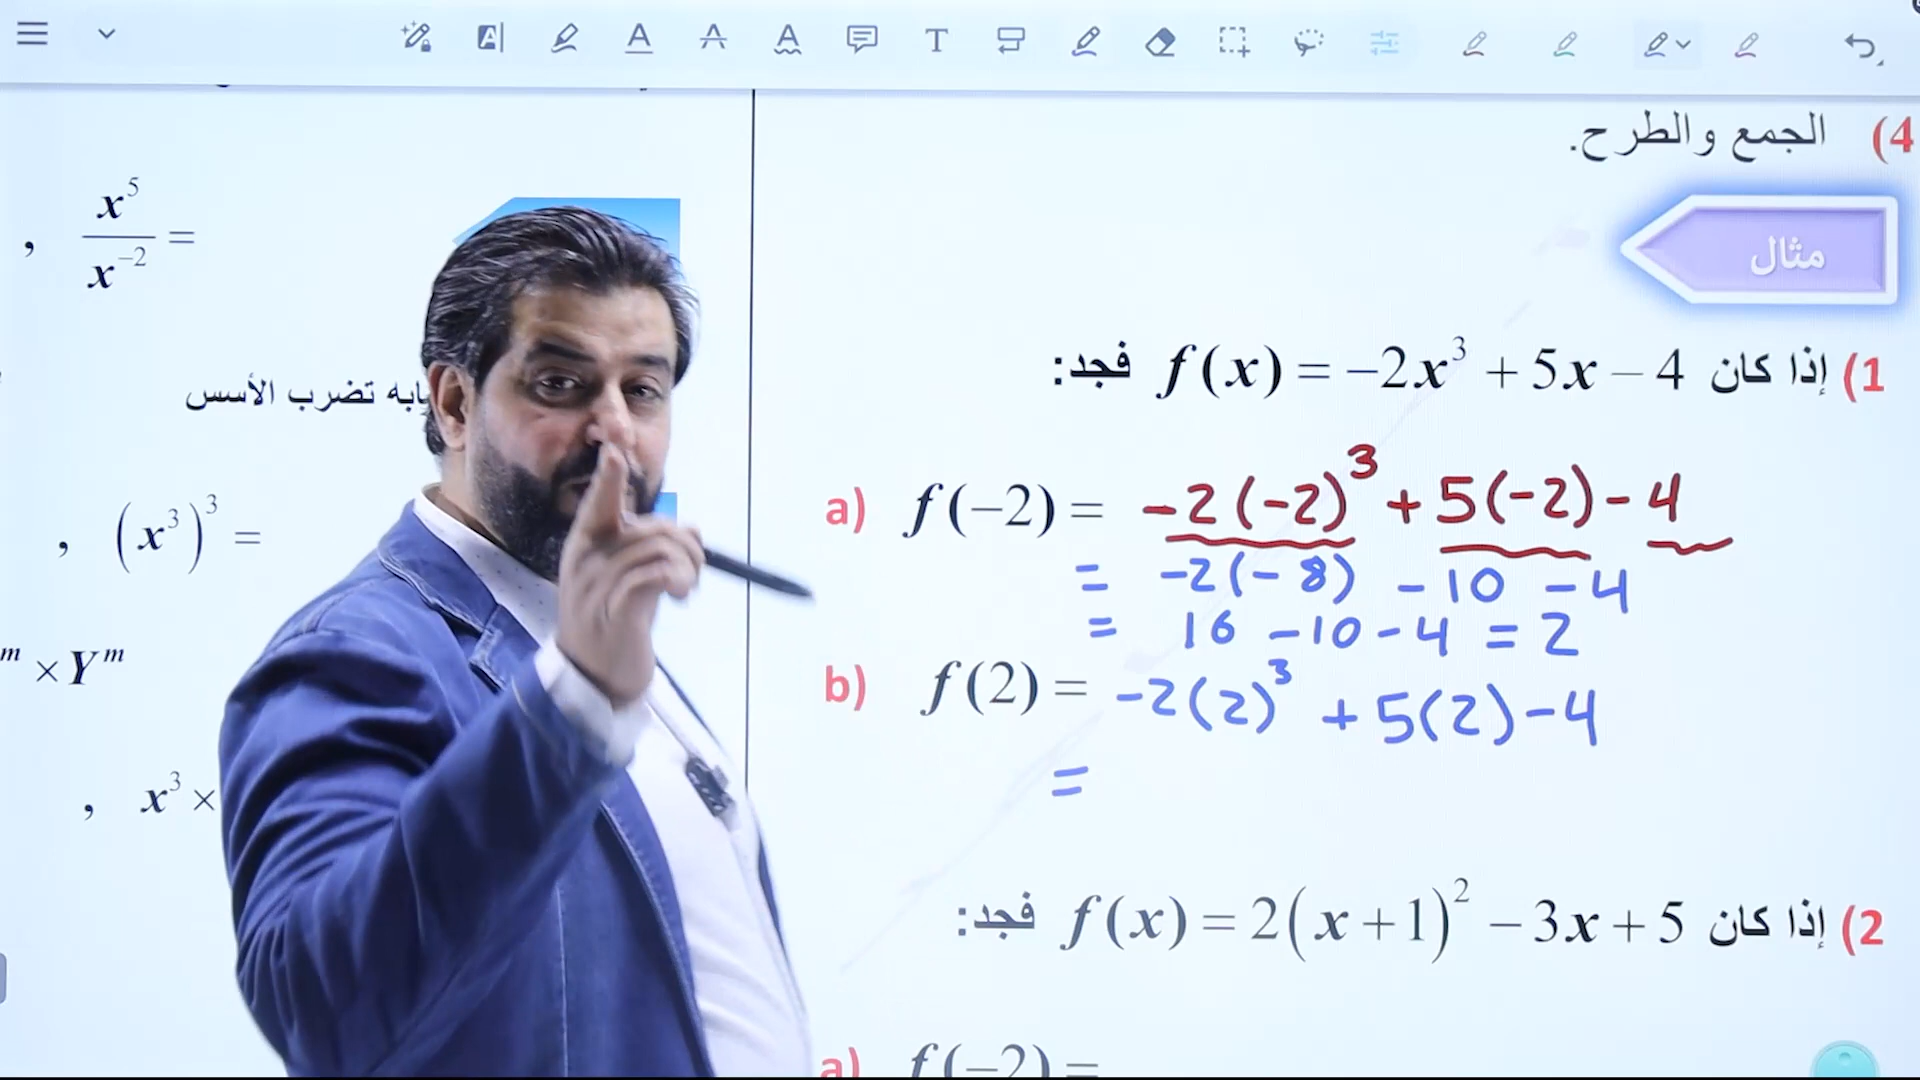 4) الجمع والطرح.
مثال
1) إذا كان f(x) = −2x³ + 5x − 4 فجد:
a) f(−2) = −2(−2)³ + 5(−2) − 4
= −2(−8) −10 −4
= 16 −10 −4 = 2
b) f(2) = −2(2)³ + 5(2) − 4
=
2) إذا كان f(x) = 2(x+1)² − 3x + 5 فجد:
a) f(−2) =
, x⁵/x⁻² =
تضرب الأسس
, (x³)³ =
m × Yᵐ
, x³ ×